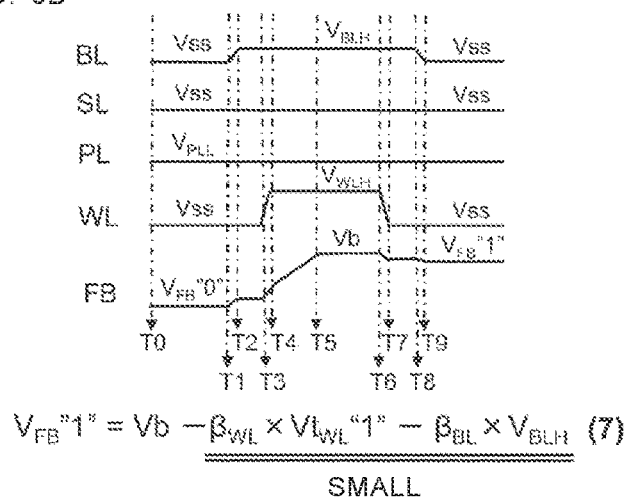 BL Vss V_BLH Vss
SL Vss Vss
PL V_PLL
WL Vss V_WLH Vss
FB V_FB"0" Vb V_FB"1"
T0 T2 T4 T5 T7 T9
T1 T3 T6 T8
V_FB"1" = Vb − β_WL × Vt_WL"1" − β_BL × V_BLH (7)
SMALL